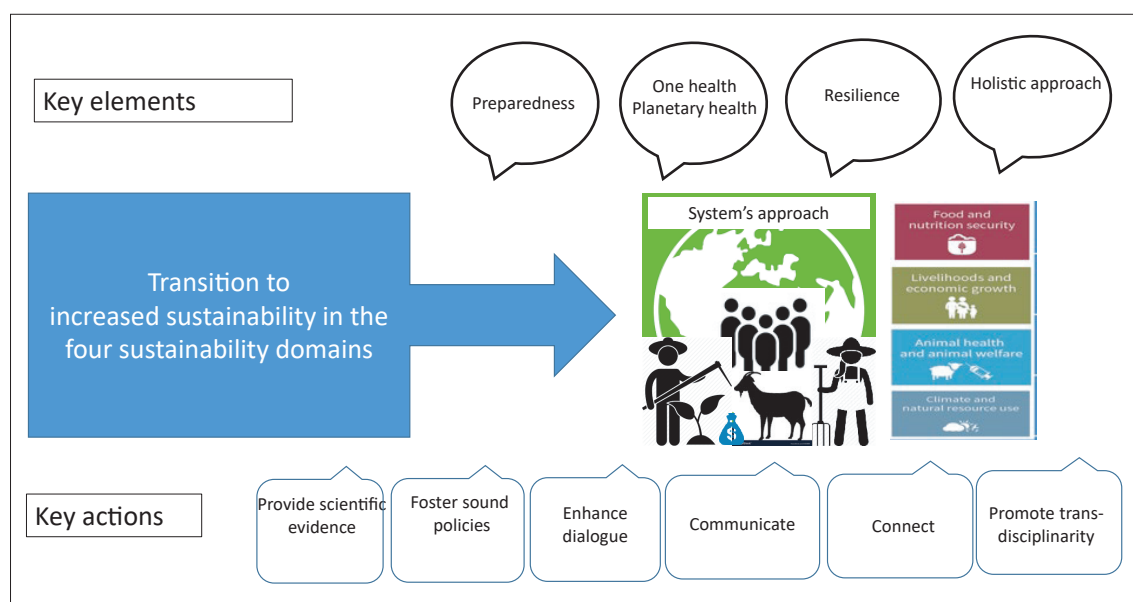 Key elements
Preparedness
One health
Planetary health
Resilience
Holistic approach
Transition to
increased sustainability in the
four sustainability domains
System’s approach
$
Food and
nutrition security
Livelihoods and
economic growth
Animal health
and animal welfare
Climate and
natural resource use
Key actions
Provide scientific
evidence
Foster sound
policies
Enhance
dialogue
Communicate
Connect
Promote trans-
disciplinarity